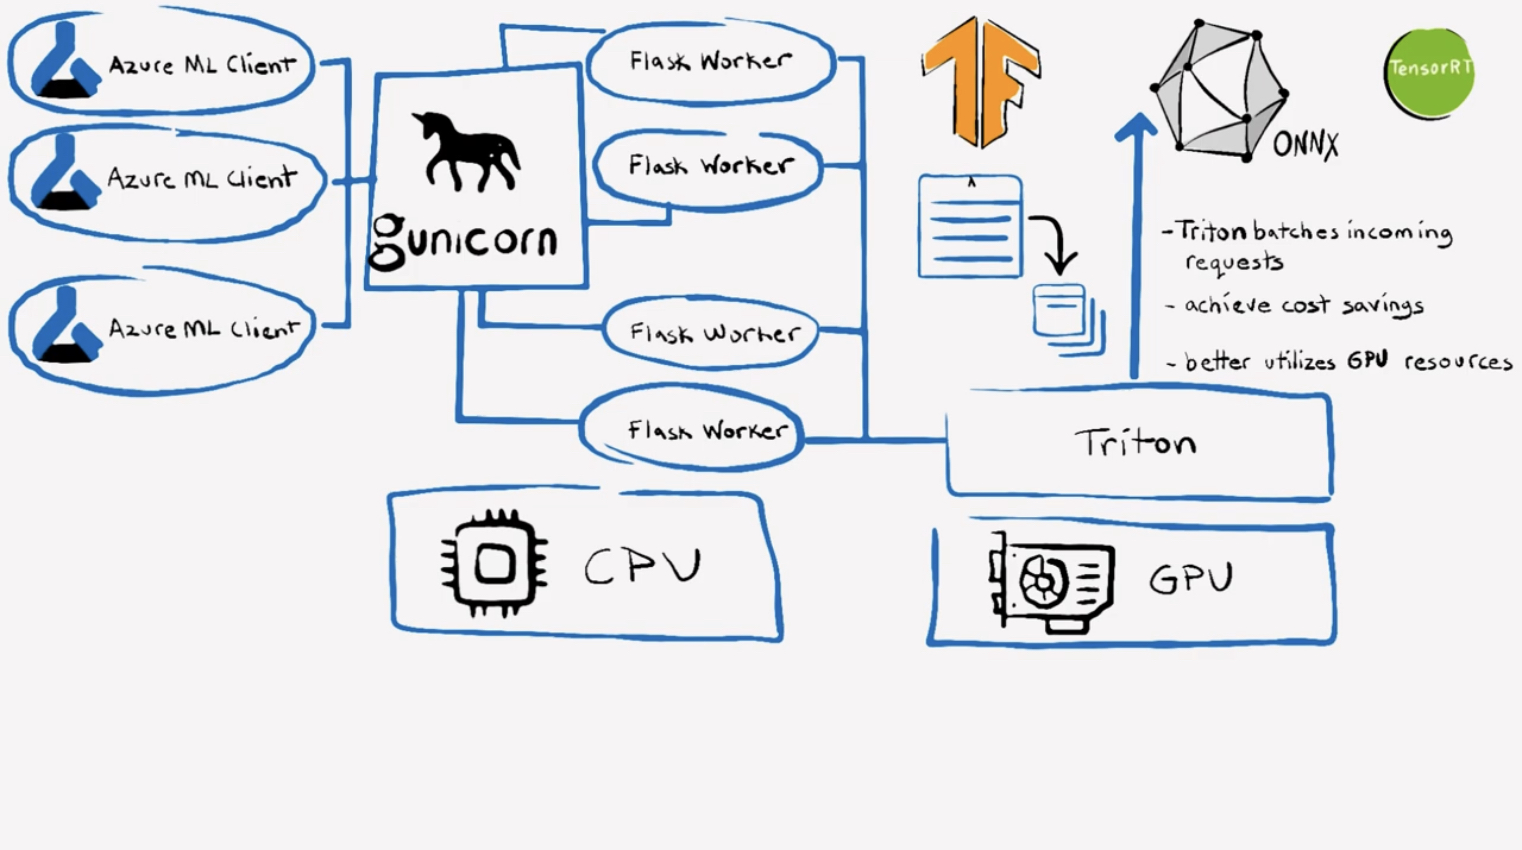 Azure ML Client
Azure ML Client
Azure ML Client
gunicorn
Flask Worker
Flask Worker
Flask Worker
Flask Worker
CPU
TensorRT
ONNX
-Triton batches incoming
requests
- achieve cost savings
- better utilizes GPU resources
Triton
GPU